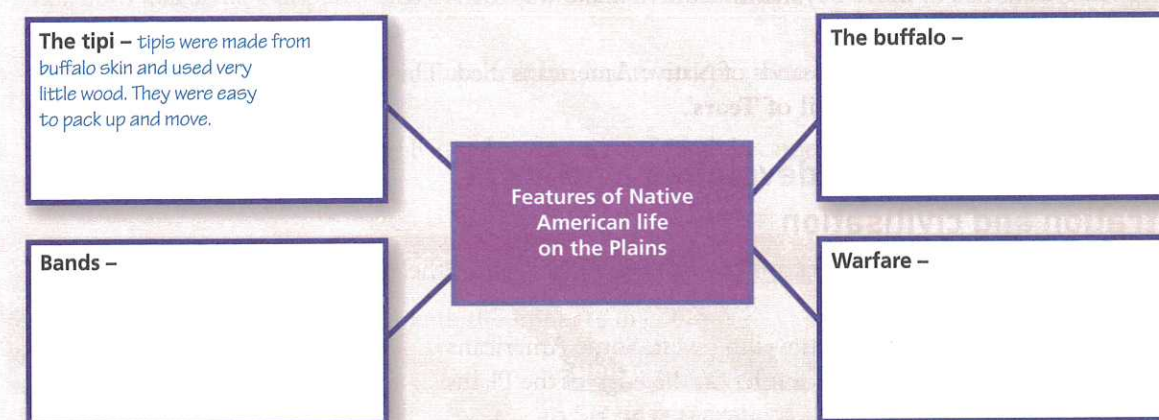 The tipi – tipis were made from
buffalo skin and used very
little wood. They were easy
to pack up and move.
The buffalo –
Features of Native
American life
on the Plains
Bands –
Warfare –